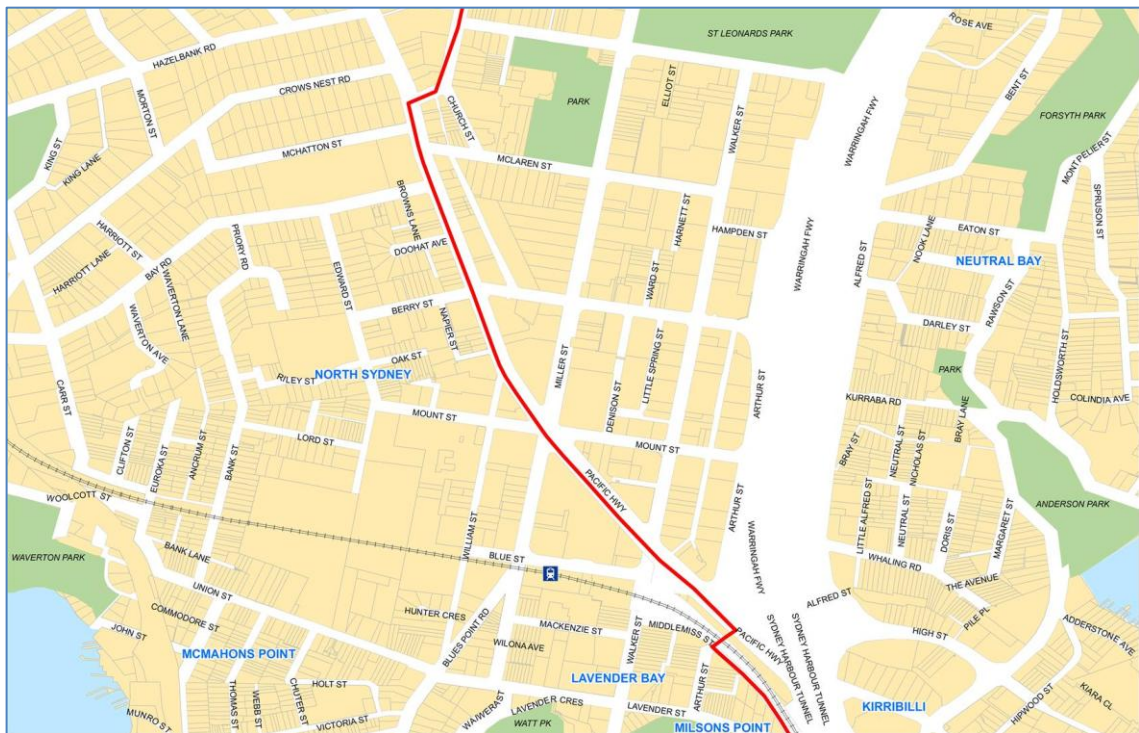 ROSE AVE
ST LEONARDS PARK
HAZELBANK RD
BENT ST
ELLIOT ST
CROWS NEST RD
WARRINGAH FWY
MORTON ST
PARK
WALKER ST
FORSYTH PARK
CHURCH ST
KING ST
MCHATTON ST
MONTPELIER ST
KING LANE
MCLAREN ST
BROWNS LANE
SPRUSON ST
HARNETT ST
HARRIOTT ST
PRIORY RD
HAMPDEN ST
EATON ST
NOOK LANE
DOOHAT AVE
WARRINGAH FWY
ALFRED ST
NEUTRAL BAY
HARRIOTT LANE
BAY RD
WAVERTON LANE
EDWARD ST
WARD ST
RAWSON ST
BERRY ST
NAPIER ST
DARLEY ST
WAVERTON AVE
LITTLE SPRING ST
OAK ST
MILLER ST
HOLDSWORTH ST
NORTH SYDNEY
RILEY ST
PARK
CARR ST
DENISON ST
ARTHUR ST
KURRABA RD
COLINDIA AVE
MOUNT ST
BRAY LANE
LORD ST
MOUNT ST
CLIFTON ST
EUROKA ST
ANCRUM ST
BANK ST
BRAY ST
NEUTRAL ST
NICHOLAS ST
PACIFIC HWY
WOOLCOTT ST
ARTHUR ST
LITTLE ALFRED ST
ANDERSON PARK
WILLIAM ST
WARRINGAH FWY
NEUTRAL ST
DORIS ST
MARGARET ST
BANK LANE
BLUE ST
WHALING RD
WAVERTON PARK
THE AVENUE
UNION ST
ALFRED ST
HUNTER CRES
BLUES POINT RD
PILE PL
COMMODORE ST
JOHN ST
MACKENZIE ST
WALKER ST
MIDDLEMISS ST
PACIFIC HWY
SYDNEY HARBOUR TUNNEL
SYDNEY HARBOUR TUNNEL
HIGH ST
ADDERSTONE AV
WILONA AVE
MCMAHONS POINT
LAVENDER BAY
ARTHUR ST
HOLT ST
THOMAS ST
WEBB ST
CHUTER ST
WAIWERA ST
LAVENDER CRES
LAVENDER ST
KIRRIBILLI
HIPWOOD ST
KIARA CL
MUNRO ST
VICTORIA ST
WATT PK
MILSONS POINT